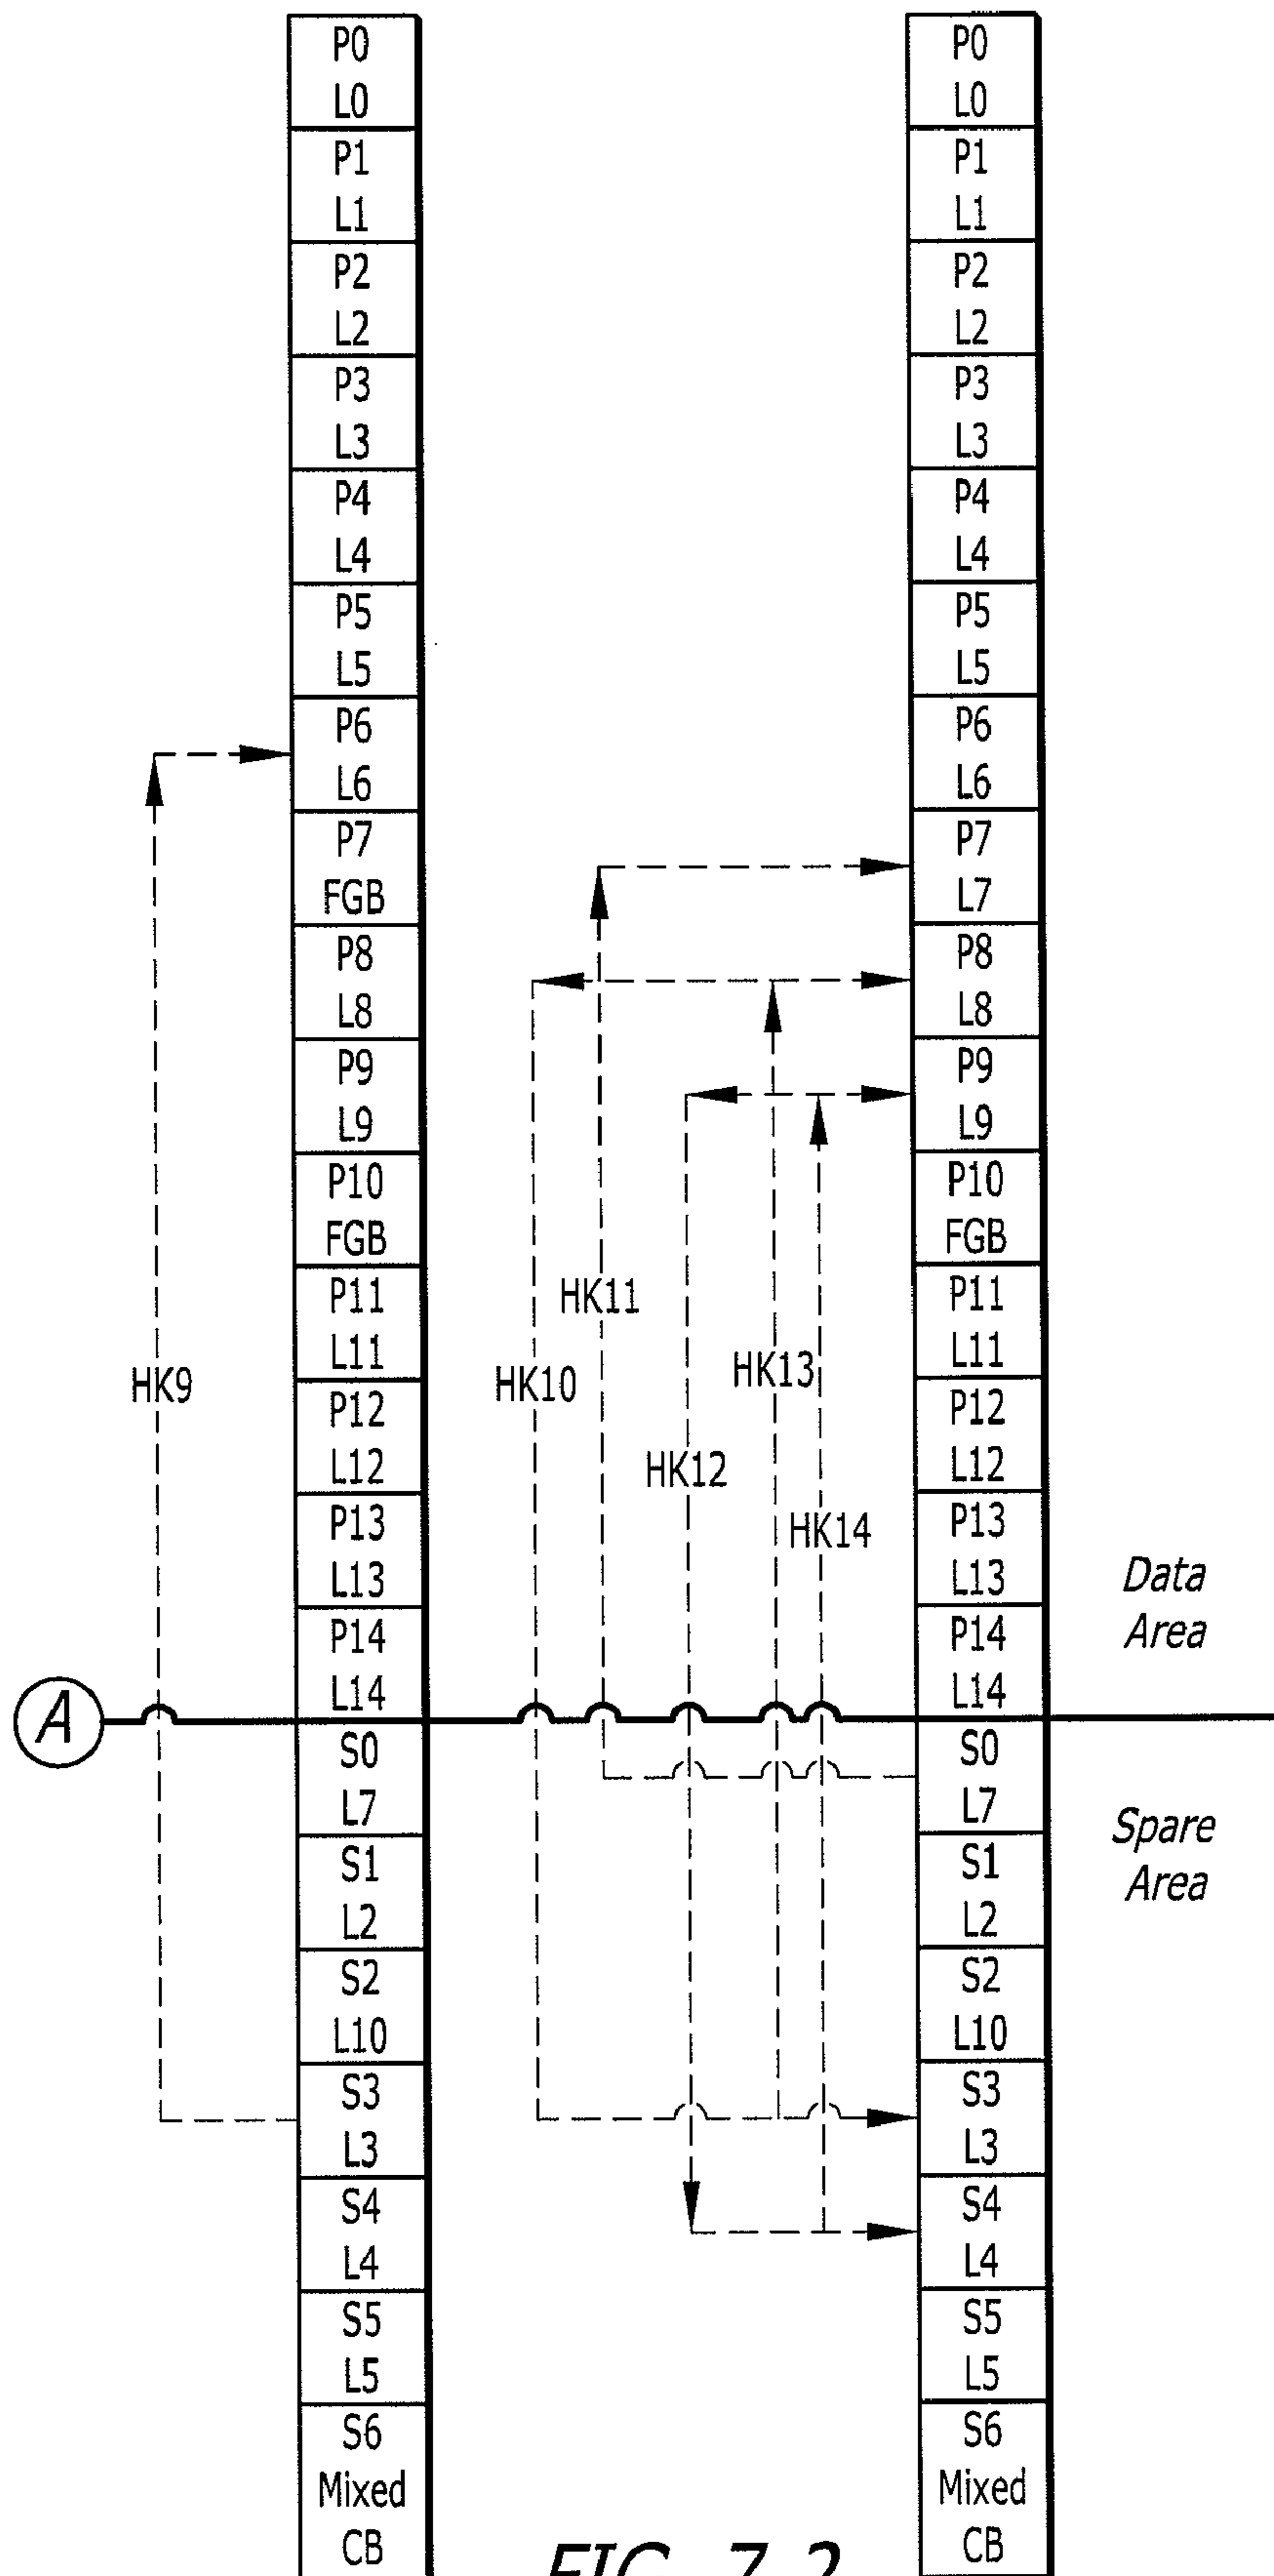 P0
L0
P1
L1
P2
L2
P3
L3
P4
L4
P5
L5
P6
L6
P7
FGB
P8
L8
P9
L9
P10
FGB
P11
L11
P12
L12
P13
L13
P14
L14
S0
L7
S1
L2
S2
L10
S3
L3
S4
L4
S5
L5
S6
Mixed
CB
HK9
A
HK10
HK11
HK12
HK13
HK14
P0
L0
P1
L1
P2
L2
P3
L3
P4
L4
P5
L5
P6
L6
P7
L7
P8
L8
P9
L9
P10
FGB
P11
L11
P12
L12
P13
L13
P14
L14
S0
L7
S1
L2
S2
L10
S3
L3
S4
L4
S5
L5
S6
Mixed
CB
Data
Area
Spare
Area
FIG. 7-2